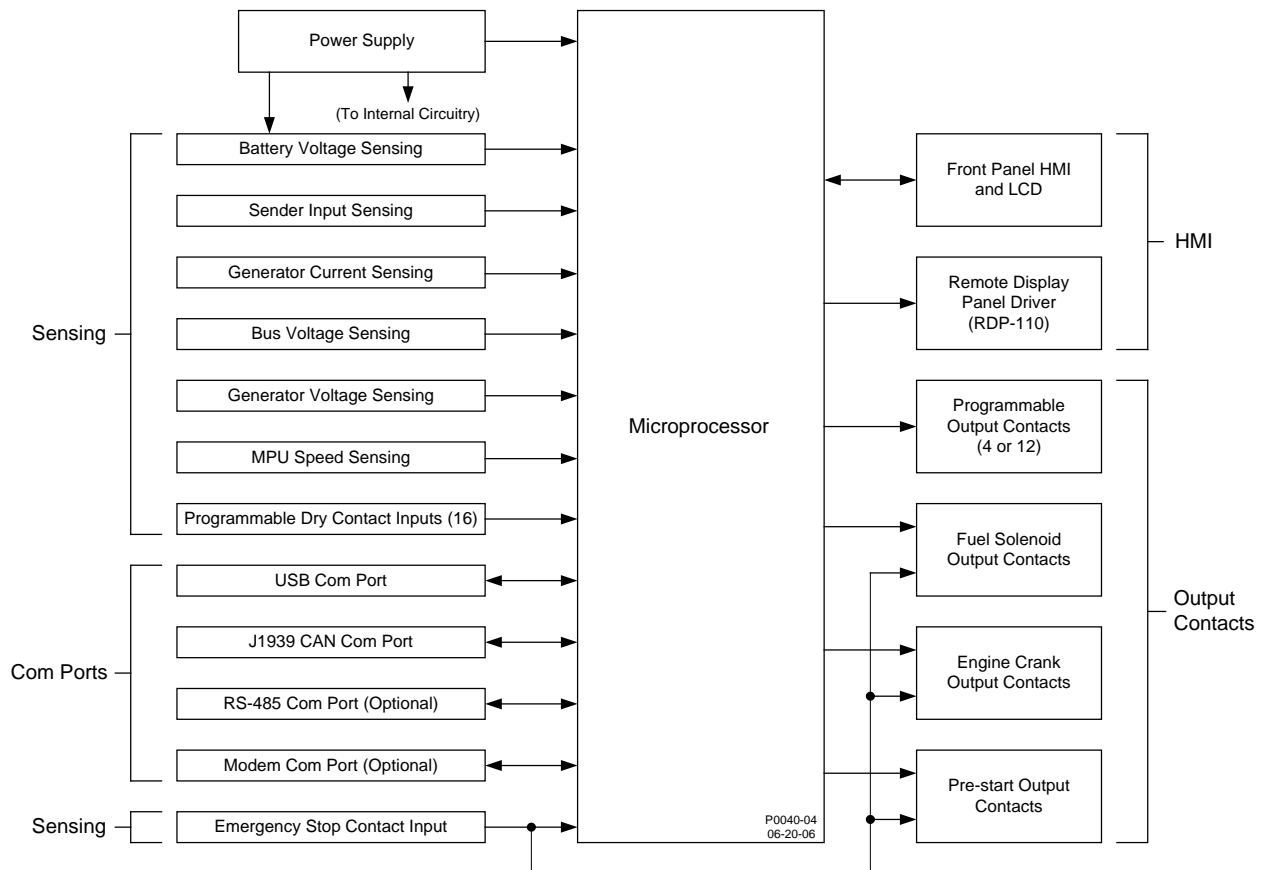 Power Supply
(To Internal Circuitry)
Sensing
Battery Voltage Sensing
Sender Input Sensing
Generator Current Sensing
Bus Voltage Sensing
Generator Voltage Sensing
MPU Speed Sensing
Programmable Dry Contact Inputs (16)
Com Ports
USB Com Port
J1939 CAN Com Port
RS-485 Com Port (Optional)
Modem Com Port (Optional)
Sensing
Emergency Stop Contact Input
Microprocessor
P0040-04
06-20-06
Front Panel HMI
and LCD
Remote Display
Panel Driver
(RDP-110)
HMI
Programmable
Output Contacts
(4 or 12)
Fuel Solenoid
Output Contacts
Engine Crank
Output Contacts
Pre-start Output
Contacts
Output
Contacts